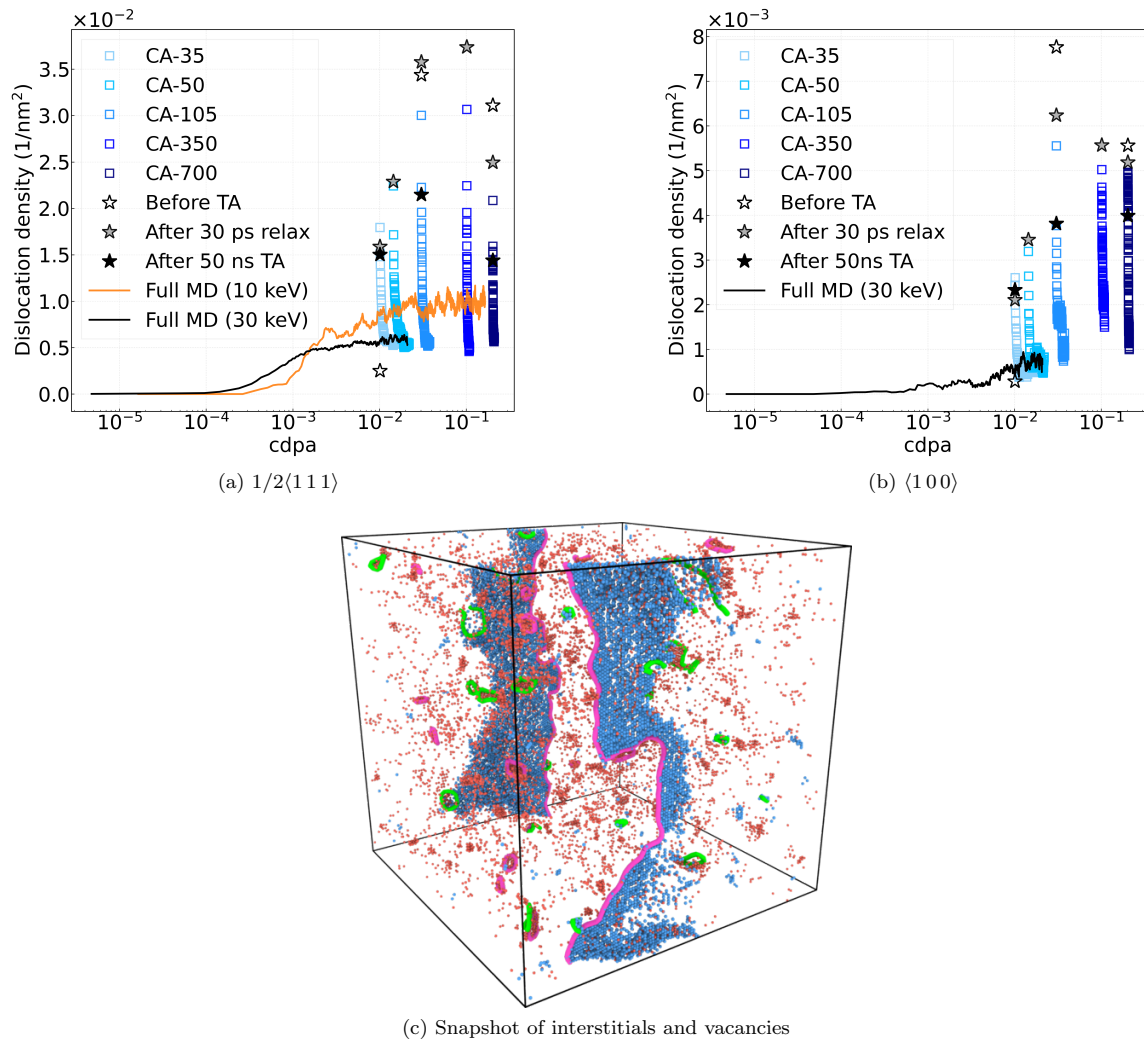 ×10⁻²
Dislocation density (1/nm²)
3.5
3.0
2.5
2.0
1.5
1.0
0.5
0.0
CA-35
CA-50
CA-105
CA-350
CA-700
Before TA
After 30 ps relax
After 50 ns TA
Full MD (10 keV)
Full MD (30 keV)
10⁻⁵ 10⁻⁴ 10⁻³ 10⁻² 10⁻¹
cdpa
(a) 1/2⟨1 1 1⟩
×10⁻³
Dislocation density (1/nm²)
8
7
6
5
4
3
2
1
0
CA-35
CA-50
CA-105
CA-350
CA-700
Before TA
After 30 ps relax
After 50ns TA
Full MD (30 keV)
10⁻⁵ 10⁻⁴ 10⁻³ 10⁻² 10⁻¹
cdpa
(b) ⟨1 0 0⟩
(c) Snapshot of interstitials and vacancies